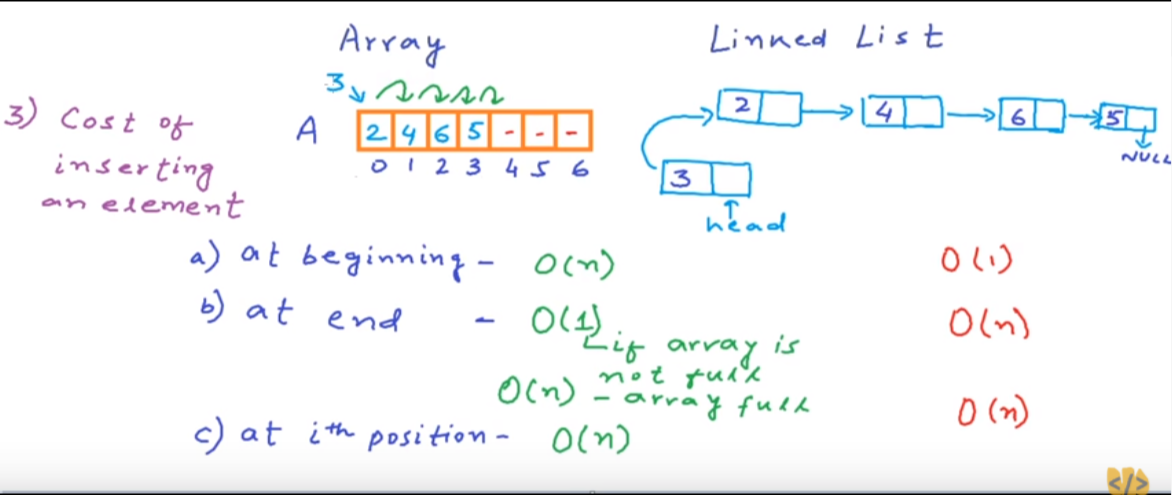 Array
Linked List
3) Cost of
inserting
an element
3
A
2 4 6 5 - - -
0 1 2 3 4 5 6
2
4
6
5
NULL
3
head
a) at beginning - O(n)
O(1)
b) at end - O(1)
O(n)
if array is
not full
O(n) - array full
O(n)
c) at ith position - O(n)
</>